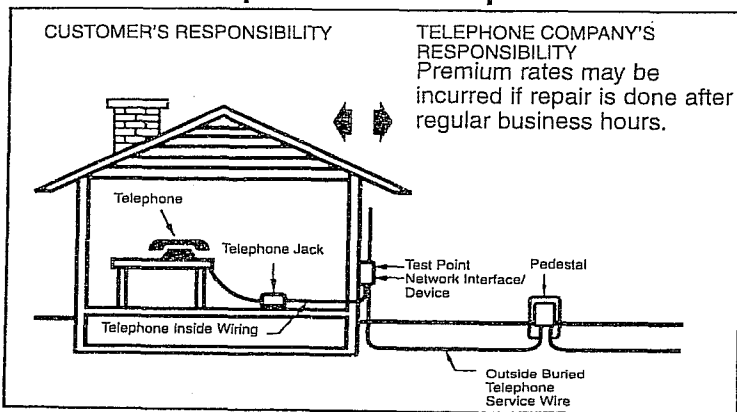 CUSTOMER'S RESPONSIBILITY
TELEPHONE COMPANY'S
RESPONSIBILITY
Premium rates may be
incurred if repair is done after
regular business hours.
Telephone
Telephone Jack
Telephone Inside Wiring
Test Point
Network Interface/
Device
Pedestal
Outside Buried
Telephone
Service Wire